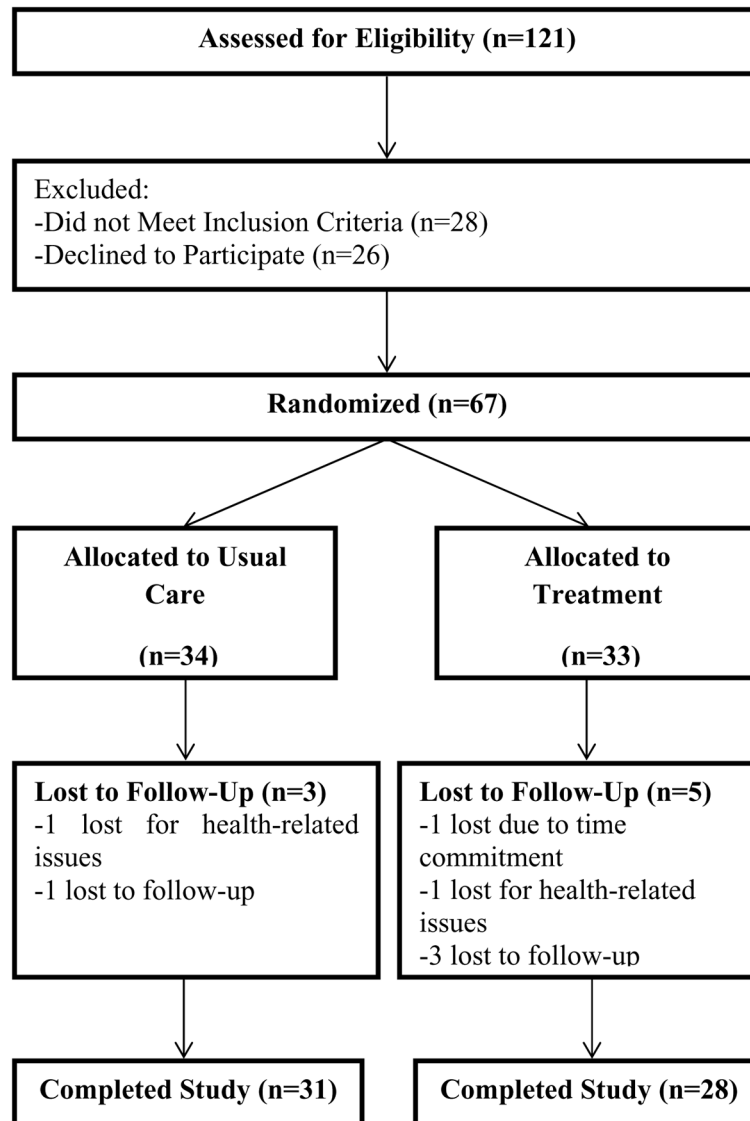 Assessed for Eligibility (n=121)
Excluded:
-Did not Meet Inclusion Criteria (n=28)
-Declined to Participate (n=26)
Randomized (n=67)
Allocated to Usual
Care
(n=34)
Allocated to
Treatment
(n=33)
Lost to Follow-Up (n=3)
-1 lost for health-related
issues
-1 lost to follow-up
Lost to Follow-Up (n=5)
-1 lost due to time
commitment
-1 lost for health-related
issues
-3 lost to follow-up
Completed Study (n=31)
Completed Study (n=28)